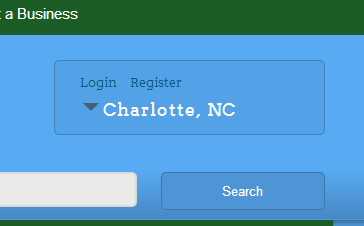 t a Business
Login Register
Charlotte, NC
Search